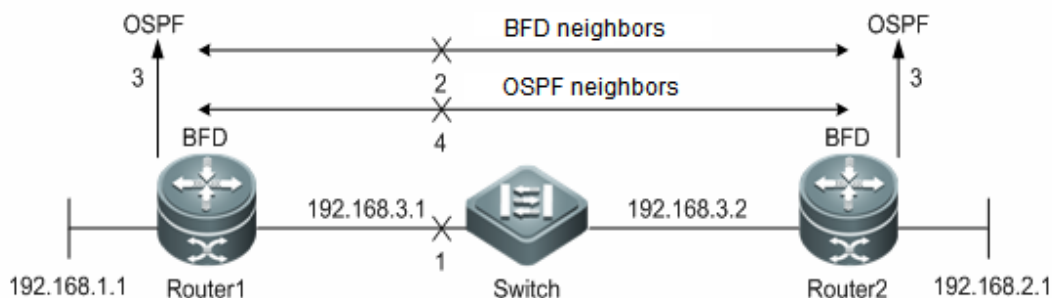 OSPF
BFD neighbors
OSPF
3
2
3
OSPF neighbors
BFD
4
BFD
192.168.3.1
192.168.3.2
1
192.168.1.1
Router1
Switch
Router2
192.168.2.1